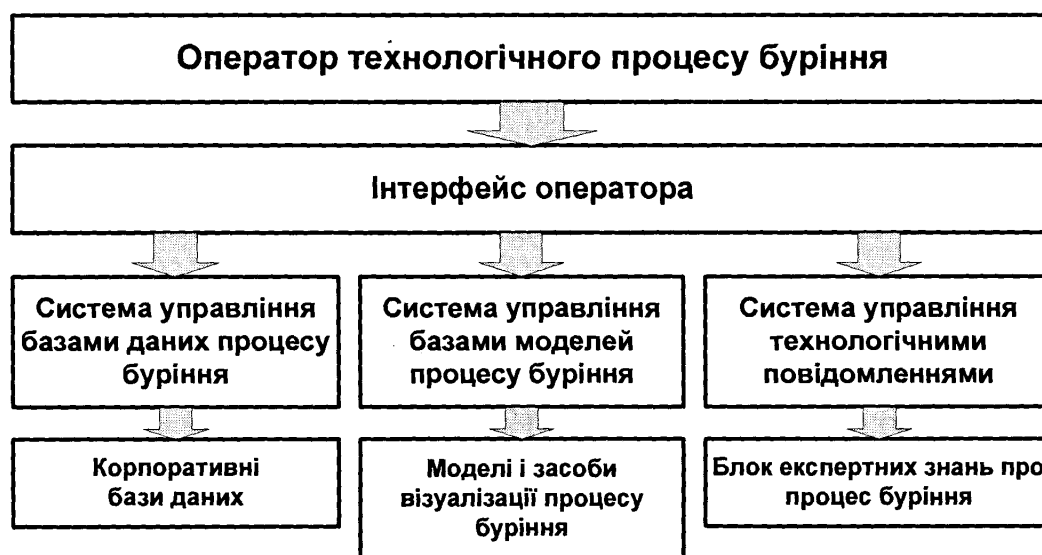 Оператор технологічного процесу буріння
Інтерфейс оператора
Система управління
базами даних процесу
буріння
Система управління
базами моделей
процесу буріння
Система управління
технологічними
повідомленнями
Корпоративні
бази даних
Моделі і засоби
візуалізації процесу
буріння
Блок експертних знань про
процес буріння